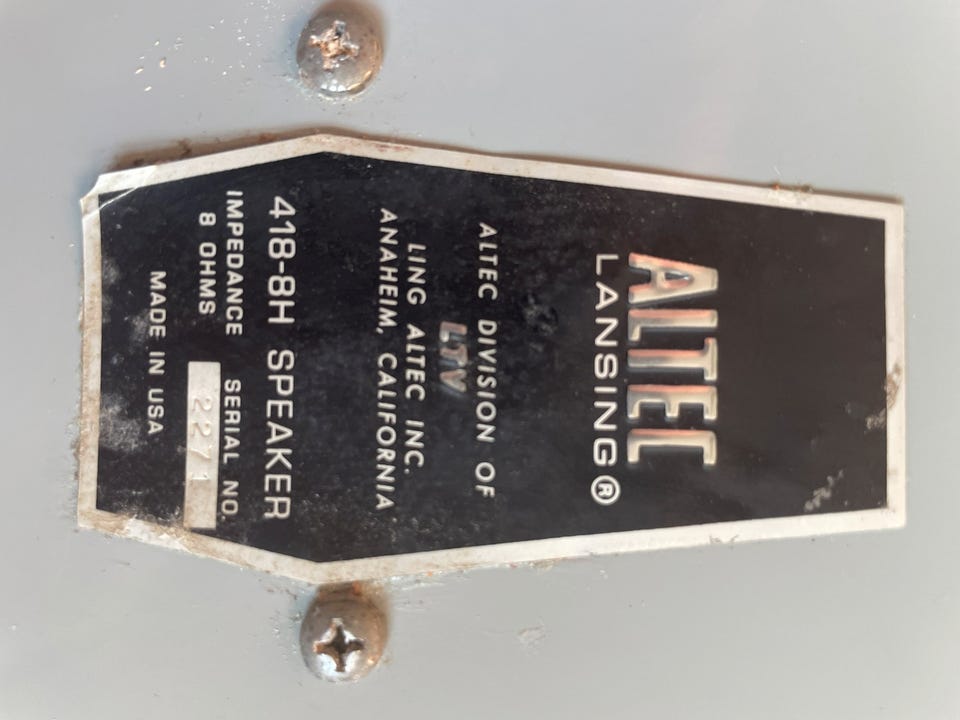 ALTEC
LANSING®
ALTEC DIVISION OF
LTV
LING ALTEC INC.
ANAHEIM, CALIFORNIA
418-8H SPEAKER
IMPEDANCE SERIAL NO.
8 OHMS
MADE IN USA